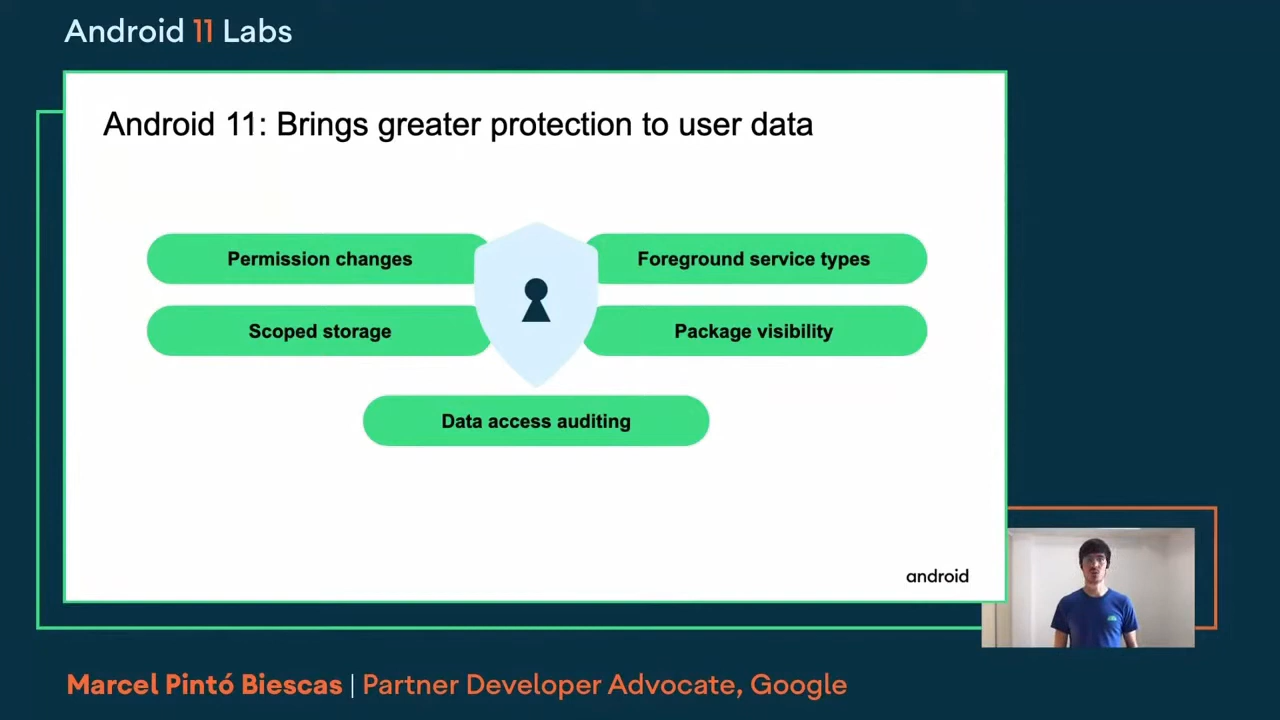 Android 11 Labs
Android 11: Brings greater protection to user data
Permission changes
Foreground service types
Scoped storage
Package visibility
Data access auditing
android
Marcel Pintó Biescas | Partner Developer Advocate, Google